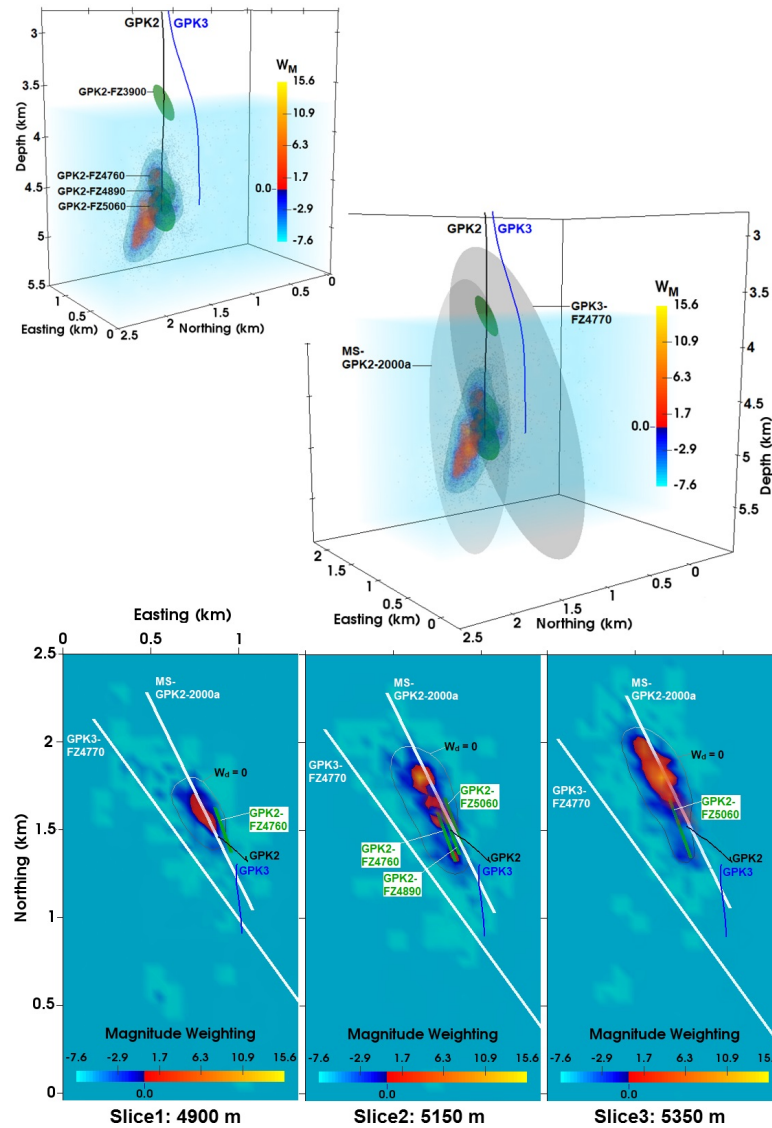 GPK2
GPK3
3
3.5
4
4.5
5
5.5
Depth (km)
GPK2-FZ3900
GPK2-FZ4760
GPK2-FZ4890
GPK2-FZ5060
WM
15.6
10.9
6.3
1.7
0.0
-2.9
-7.6
1
0.5
0
Easting (km)
2.5
2
1.5
1
0.5
0
Northing (km)
GPK2
GPK3
GPK3-
FZ4770
MS-
GPK2-2000a
WM
15.6
10.9
6.3
1.7
0.0
-2.9
-7.6
3
3.5
4
4.5
5
5.5
Depth (km)
2
1.5
1
0.5
0
Easting (km)
2.5
2
1.5
1
0.5
0
Northing (km)
Easting (km)
0
0.5
1
2.5
2
1.5
1
0.5
0
Northing (km)
MS-
GPK2-2000a
GPK3-
FZ4770
Wd = 0
GPK2-
FZ4760
GPK2
GPK3
Magnitude Weighting
-7.6 -2.9 1.7 6.3 10.9 15.6
0.0
Slice1: 4900 m
MS-
GPK2-2000a
GPK3-
FZ4770
Wd = 0
GPK2-
FZ5060
GPK2-
FZ4760
GPK2-
FZ4890
GPK2
GPK3
Magnitude Weighting
-7.6 -2.9 1.7 6.3 10.9 15.6
0.0
Slice2: 5150 m
MS-
GPK2-2000a
GPK3-
FZ4770
Wd = 0
GPK2-
FZ5060
GPK2
GPK3
Magnitude Weighting
-7.6 -2.9 1.7 6.3 10.9 15.
0.0
Slice3: 5350 m